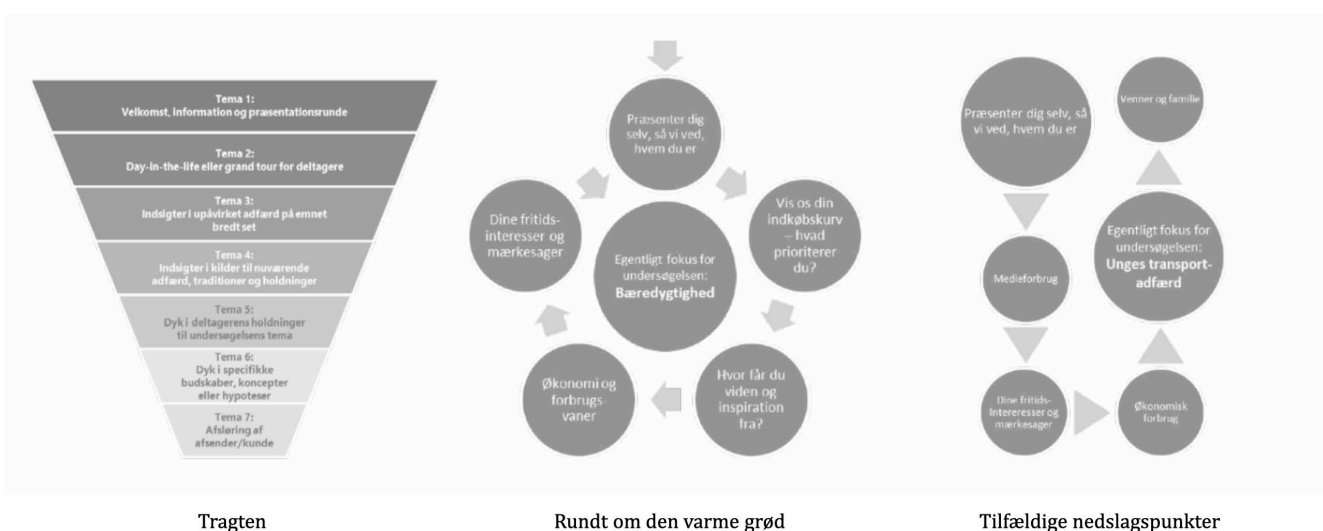 Tema 1:
Velkomst, information og præsentationsrunde
Tema 2:
Day-in-the-life eller grand tour for deltagere
Tema 3:
Indsigter i upåvirket adfærd på emnet
bredt set
Tema 4:
Indsigter i kilder til nuværende
adfærd, traditioner og holdninger
Tema 5:
Dyk i deltagerens holdninger
til undersøgelsens tema
Tema 6:
Dyk i specifikke
budskaber, koncepter
eller hypoteser
Tema 7:
Afsløring af
afsender/kunde
Tragten
Præsenter dig
selv, så vi ved,
hvem du er
Vis os din
indkøbskurv
– hvad
prioriterer
du?
Hvor får du
viden og
inspiration
fra?
Økonomi og
forbrugs-
vaner
Dine fritids-
interesser og
mærkesager
Egentligt fokus for
undersøgelsen:
Bæredygtighed
Rundt om den varme grød
Præsenter dig selv, så
vi ved, hvem du er
Medieforbrug
Dine fritids-
Intereresser og
mærkesager
Økonomisk
forbrug
Egentligt fokus for
undersøgelsen:
Unges transport-
adfærd
Venner og familie
Tilfældige nedslagspunkter